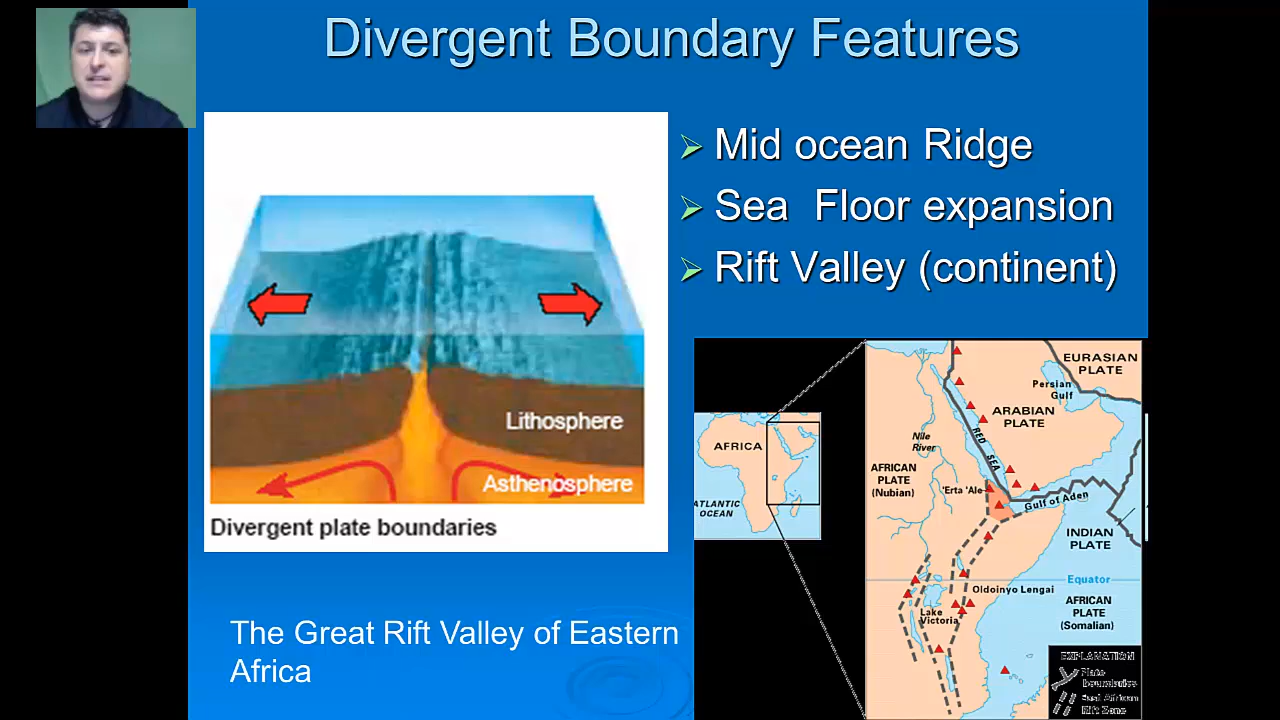 Divergent Boundary Features
Mid ocean Ridge
Sea Floor expansion
Rift Valley (continent)
Lithosphere
Asthenosphere
Divergent plate boundaries
The Great Rift Valley of Eastern
Africa
AFRICA
ATLANTIC
OCEAN
EURASIAN
PLATE
Persian
Gulf
ARABIAN
PLATE
Nile
River
RED SEA
AFRICAN
PLATE
(Nubian)
'Erta 'Ale
Gulf of Aden
INDIAN
PLATE
Equator
Oldoinyo Lengai
Lake
Victoria
AFRICAN
PLATE
(Somalian)
EXPLANATION
Plate
boundaries
East African
Rift Zone